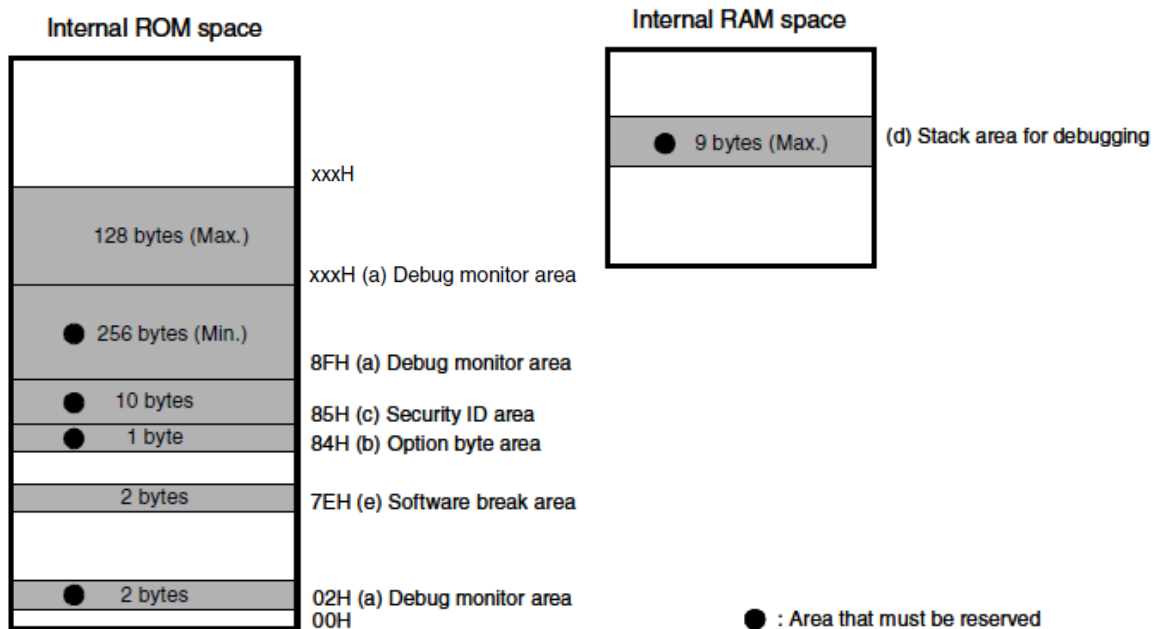 Internal ROM space
xxxH
128 bytes (Max.)
xxxH (a) Debug monitor area
256 bytes (Min.)
8FH (a) Debug monitor area
10 bytes
85H (c) Security ID area
1 byte
84H (b) Option byte area
2 bytes
7EH (e) Software break area
2 bytes
02H (a) Debug monitor area
00H
Internal RAM space
9 bytes (Max.)
(d) Stack area for debugging
● : Area that must be reserved